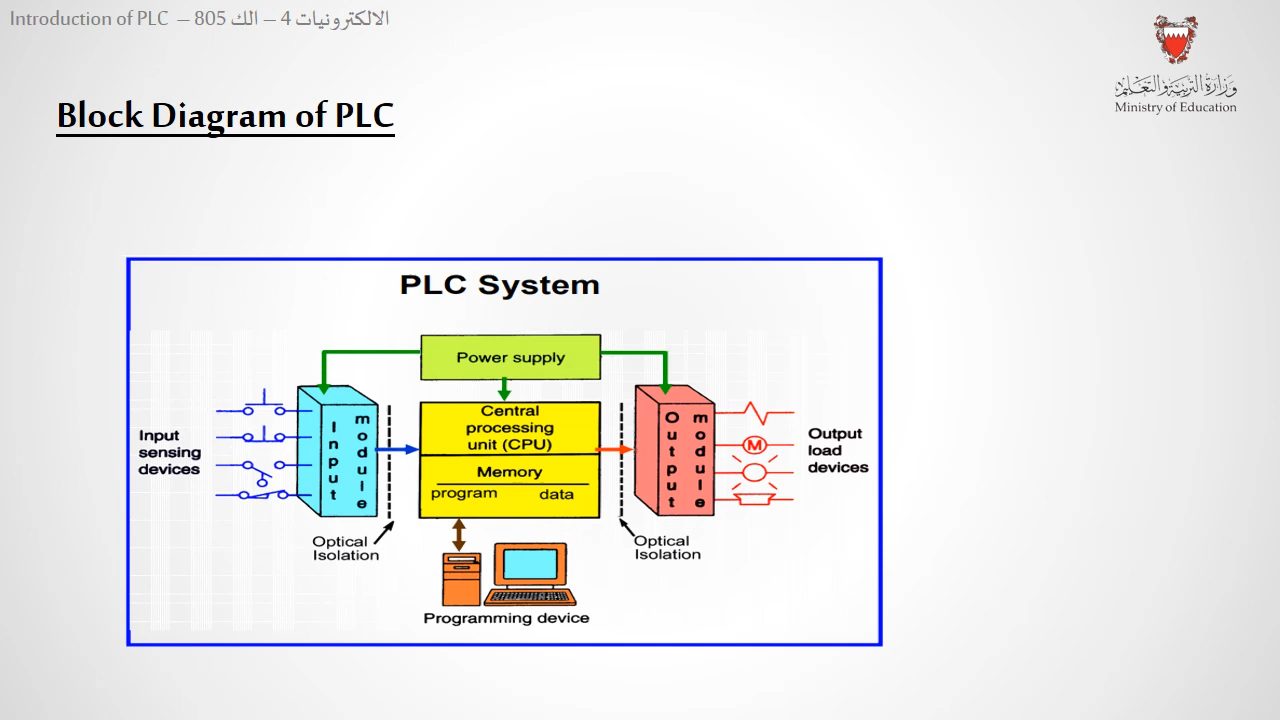 Introduction of PLC – الالكترونيات 4 – الك 805
وزارة التربية والتعليم
Ministry of Education
Block Diagram of PLC
PLC System
Power supply
Input
sensing
devices
Input
module
Central
processing
unit (CPU)
Memory
program data
Output
module
Output
load
devices
M
Optical
Isolation
Optical
Isolation
Programming device